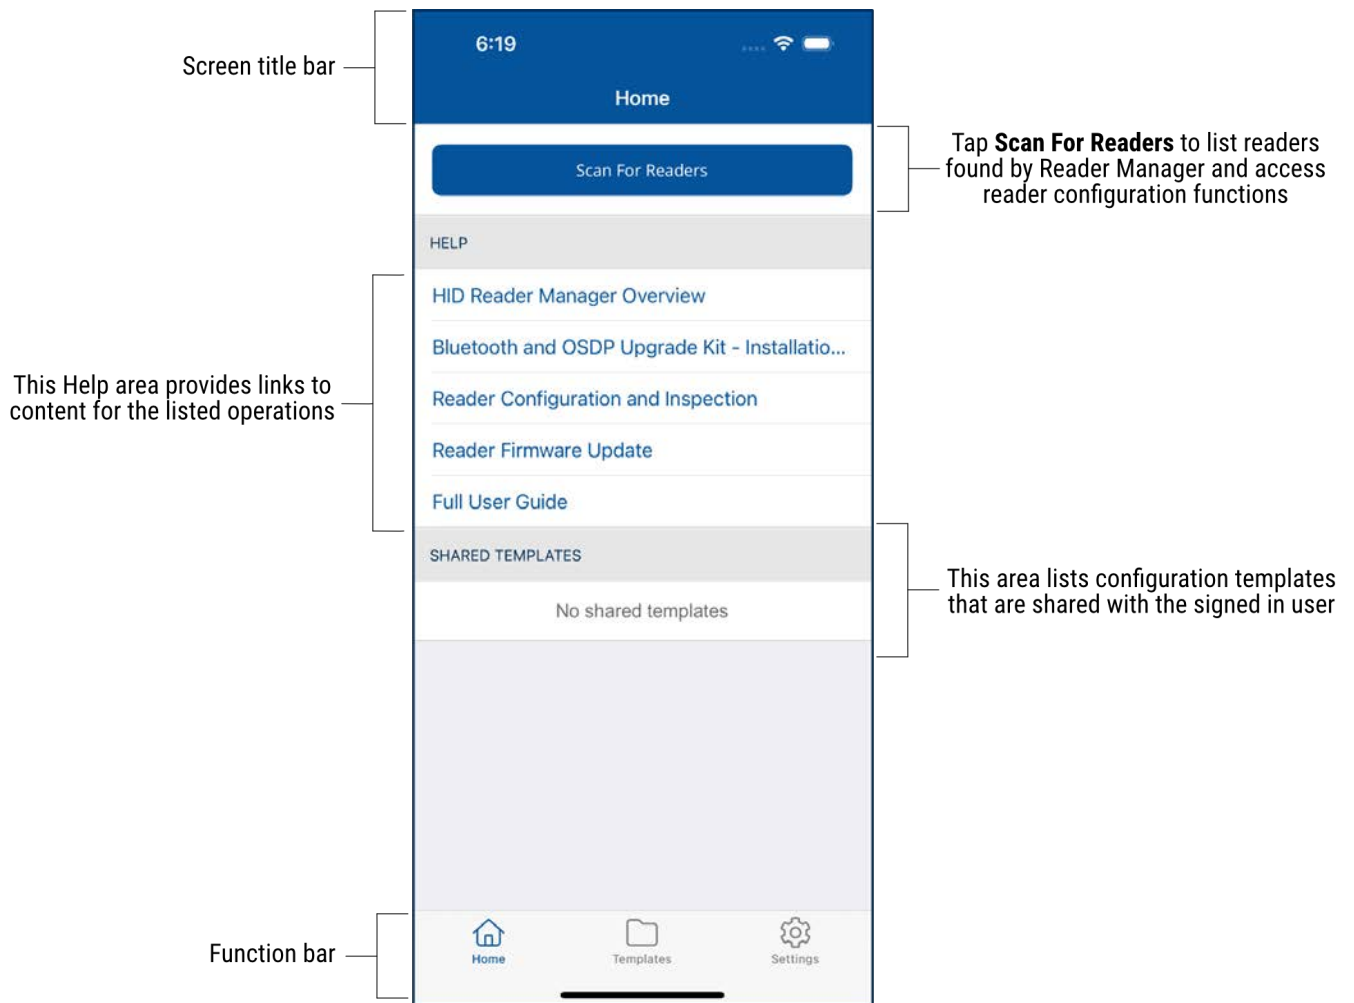 Screen title bar
6:19
Home
Scan For Readers
Tap Scan For Readers to list readers
found by Reader Manager and access
reader configuration functions
HELP
HID Reader Manager Overview
Bluetooth and OSDP Upgrade Kit - Installatio...
Reader Configuration and Inspection
Reader Firmware Update
Full User Guide
This Help area provides links to
content for the listed operations
SHARED TEMPLATES
No shared templates
This area lists configuration templates
that are shared with the signed in user
Function bar
Home
Templates
Settings